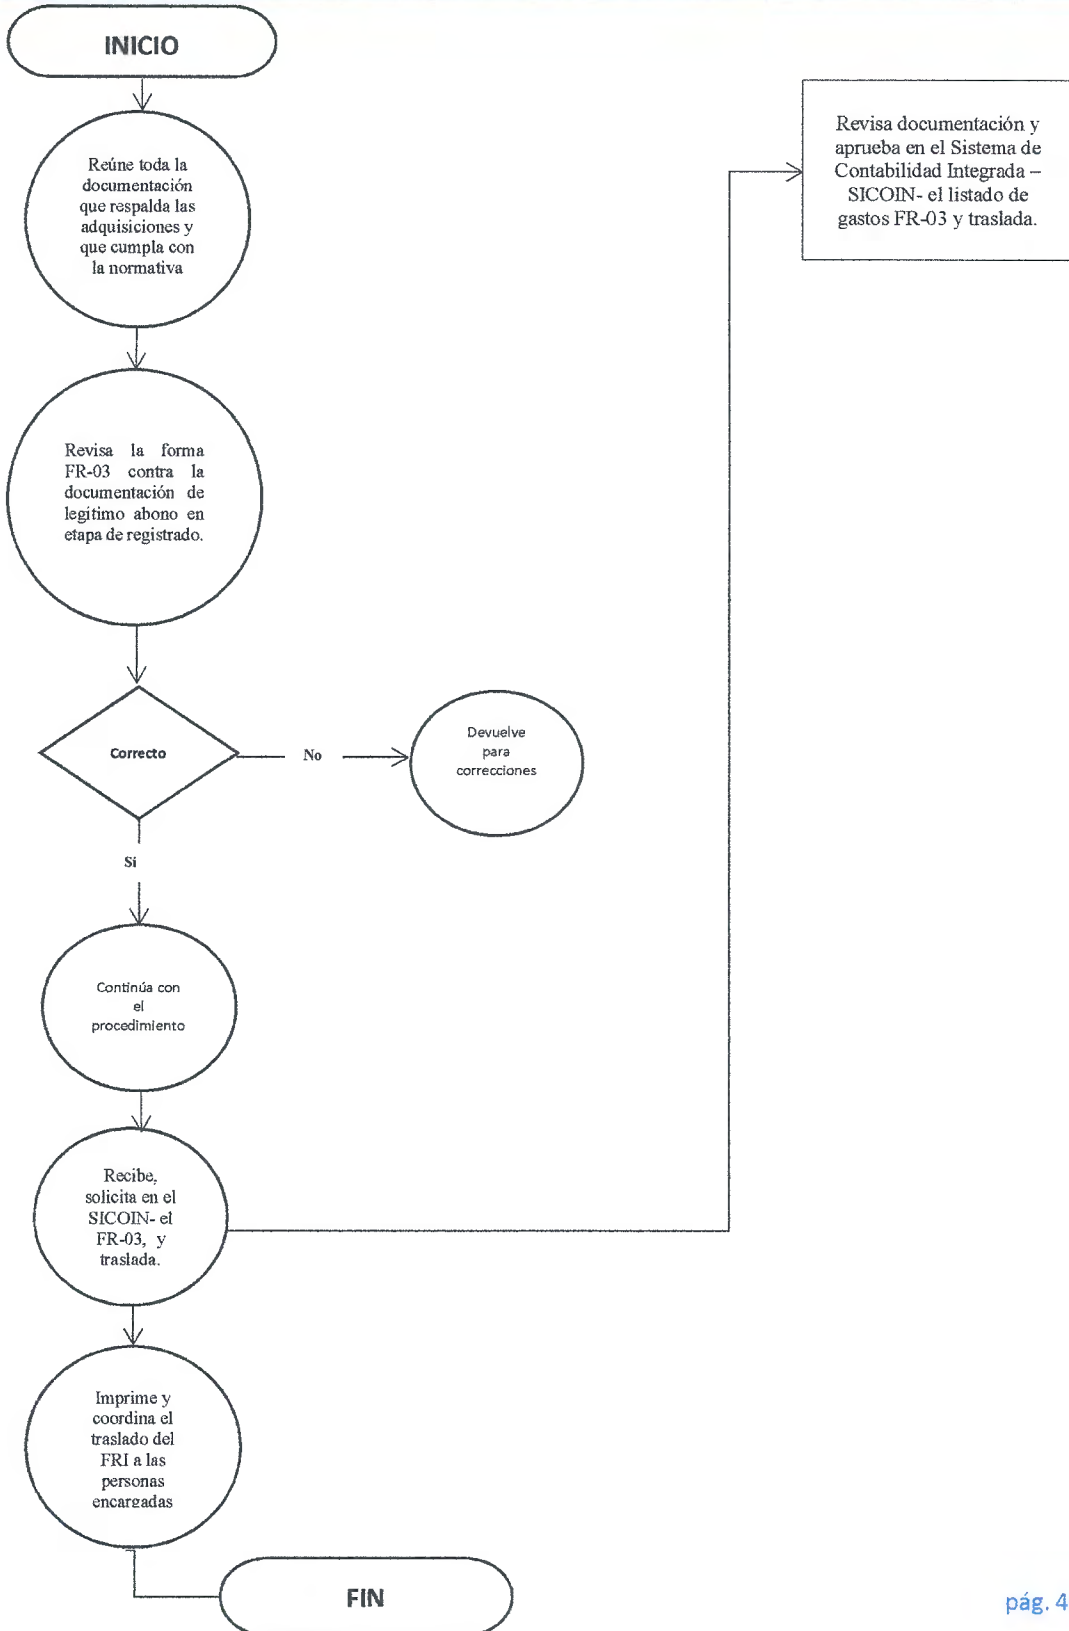 INICIO
Reúne toda la
documentación
que respalda las
adquisiciones y
que cumpla con
la normativa
Revisa la forma
FR-03 contra la
documentación de
legítimo abono en
etapa de registrado.
Correcto
No
Devuelve
para
correcciones
Si
Continúa con
el
procedimiento
Recibe,
solicita en el
SICOIN- el
FR-03, y
traslada.
Imprime y
coordina el
traslado del
FRI a las
personas
encargadas
FIN
Revisa documentación y
aprueba en el Sistema de
Contabilidad Integrada –
SICOIN- el listado de
gastos FR-03 y traslada.
pág. 4